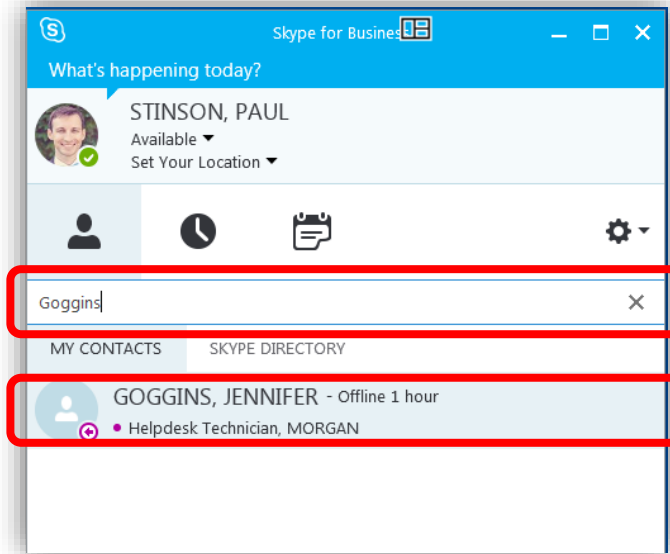 Skype for Busines
What's happening today?
STINSON, PAUL
Available
Set Your Location
Goggins
MY CONTACTS SKYPE DIRECTORY
GOGGINS, JENNIFER - Offline 1 hour
Helpdesk Technician, MORGAN